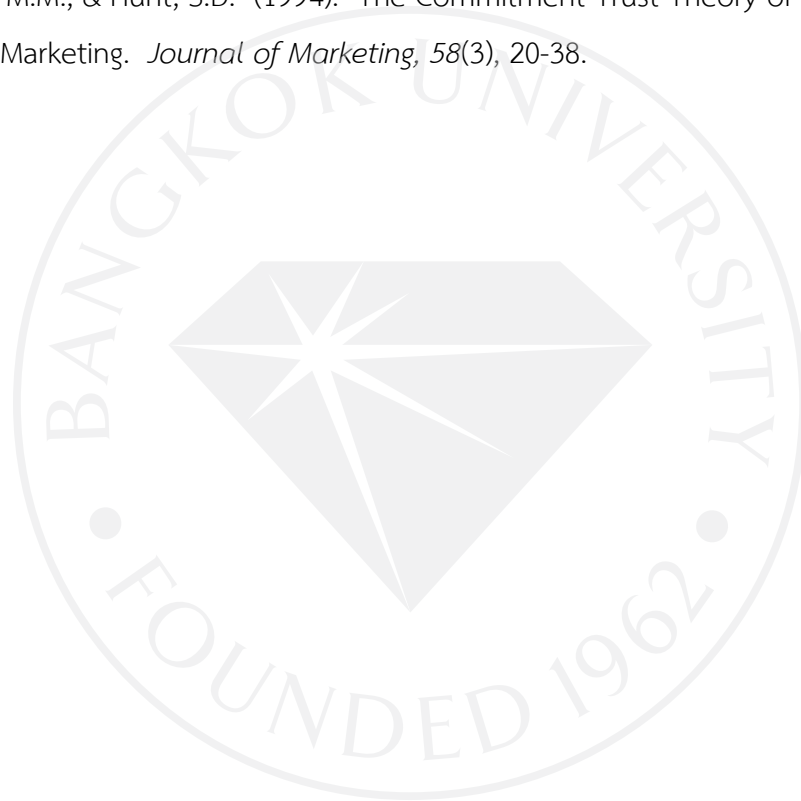 M.M., & Hunt, S.D. (1994). The Commitment-Trust Theory of
Marketing. Journal of Marketing, 58(3), 20-38.
BANGKOK UNIVERSITY
FOUNDED 1962